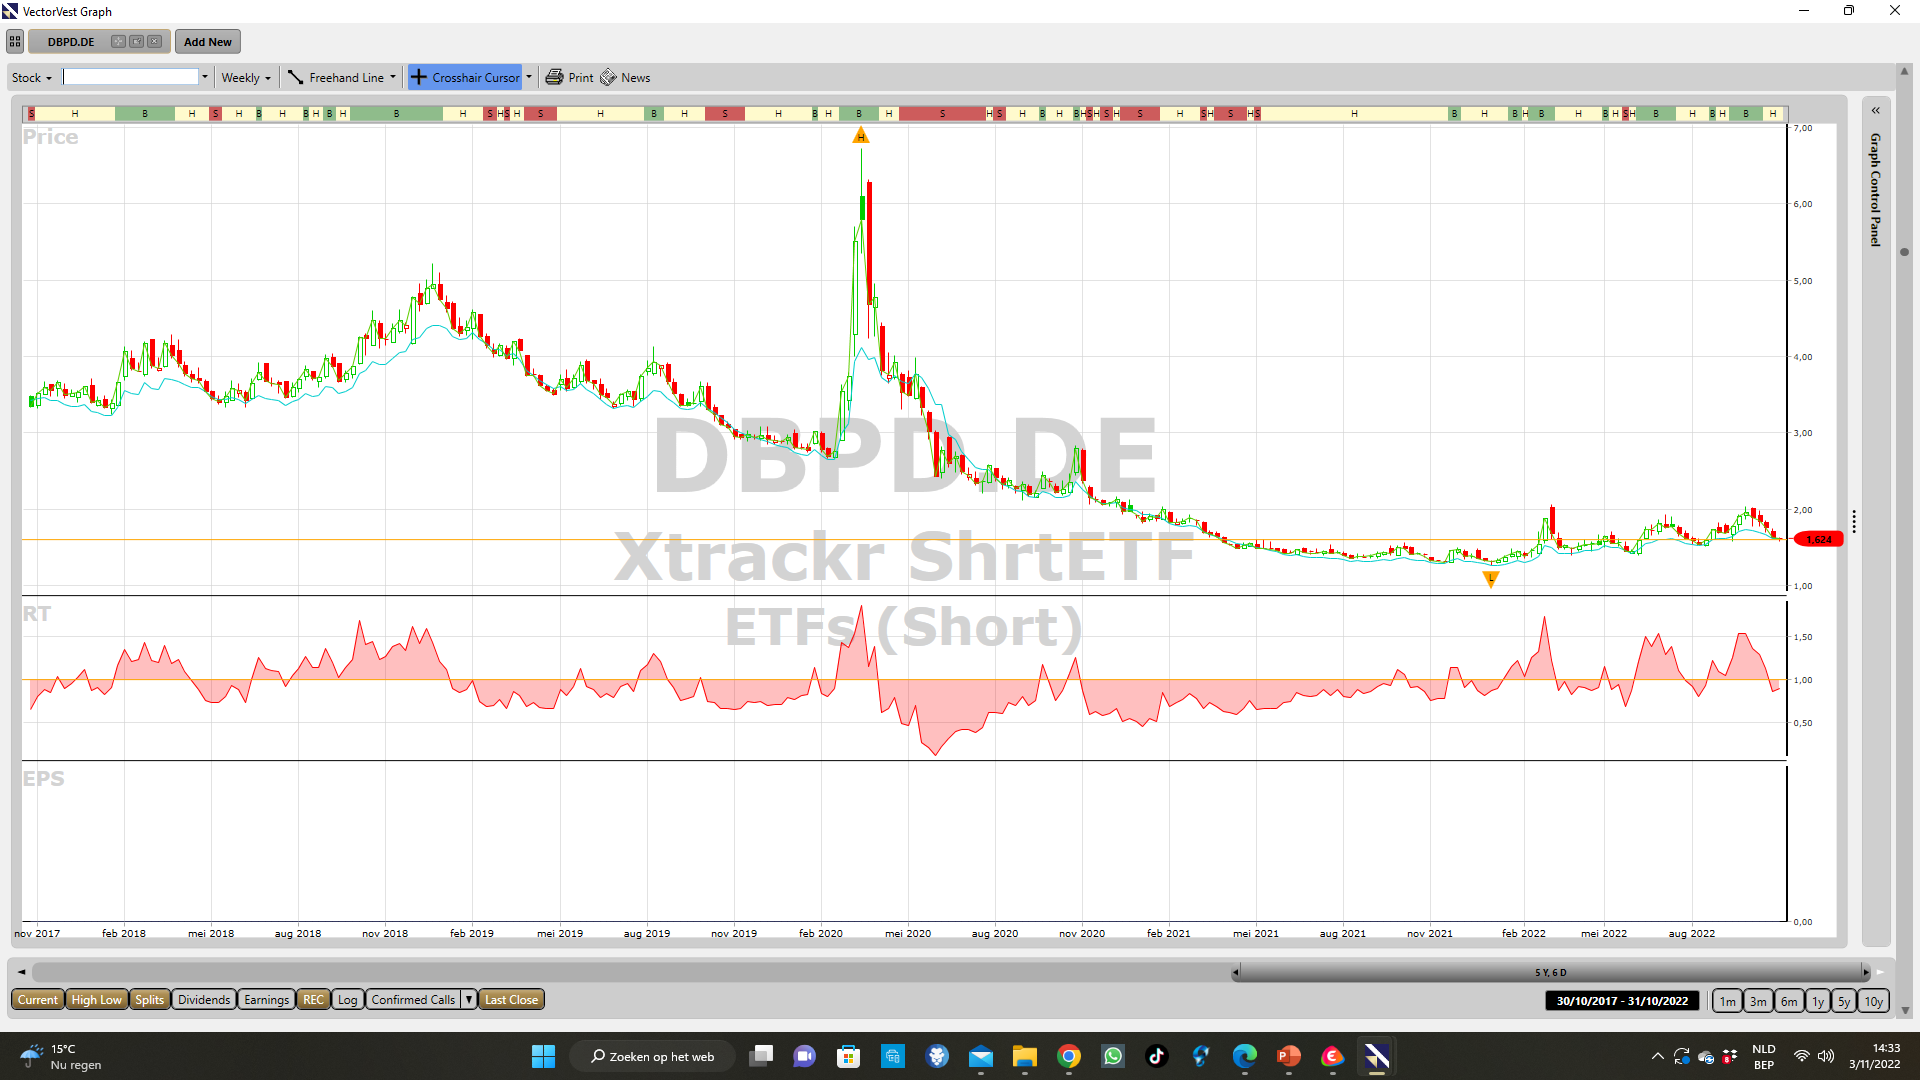 VectorVest Graph
DBPD.DE Add New
Stock Weekly Freehand Line Crosshair Cursor Print News
S H B H S H B H B H B H B H S H S H S H B H S H B H B H S H S H B H B H S H S H S H S H S H S H B H B H B H B H S H B H B H B H
Price
H
7,00
6,00
5,00
4,00
3,00
2,00
1,624
1,00
L
DBPD.DE
Xtrackr ShrtETF
ETFs (Short)
RT
1,50
1,00
0,50
EPS
0,00
nov 2017 feb 2018 mei 2018 aug 2018 nov 2018 feb 2019 mei 2019 aug 2019 nov 2019 feb 2020 mei 2020 aug 2020 nov 2020 feb 2021 mei 2021 aug 2021 nov 2021 feb 2022 mei 2022 aug 2022
Graph Control Panel
5 Y, 6 D
Current High Low Splits Dividends Earnings REC Log Confirmed Calls Last Close 30/10/2017 - 31/10/2022 1m 3m 6m 1y 5y 10y
15°C
Nu regen
Zoeken op het web
NLD
BEP
14:33
3/11/2022